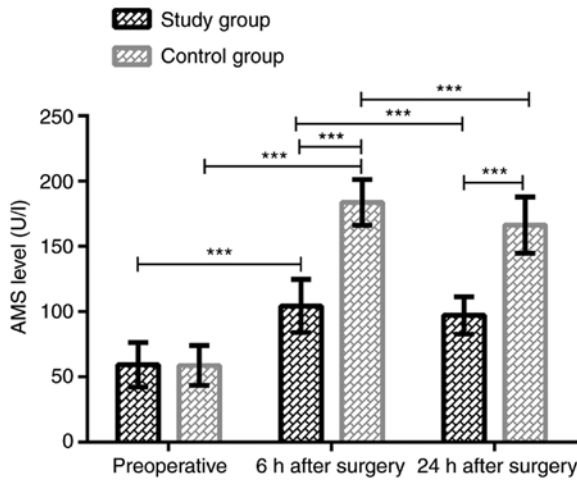 Study group
Control group
AMS level (U/l)
250
200
150
100
50
0
***
***
***
***
***
***
Preoperative
6 h after surgery
24 h after surgery